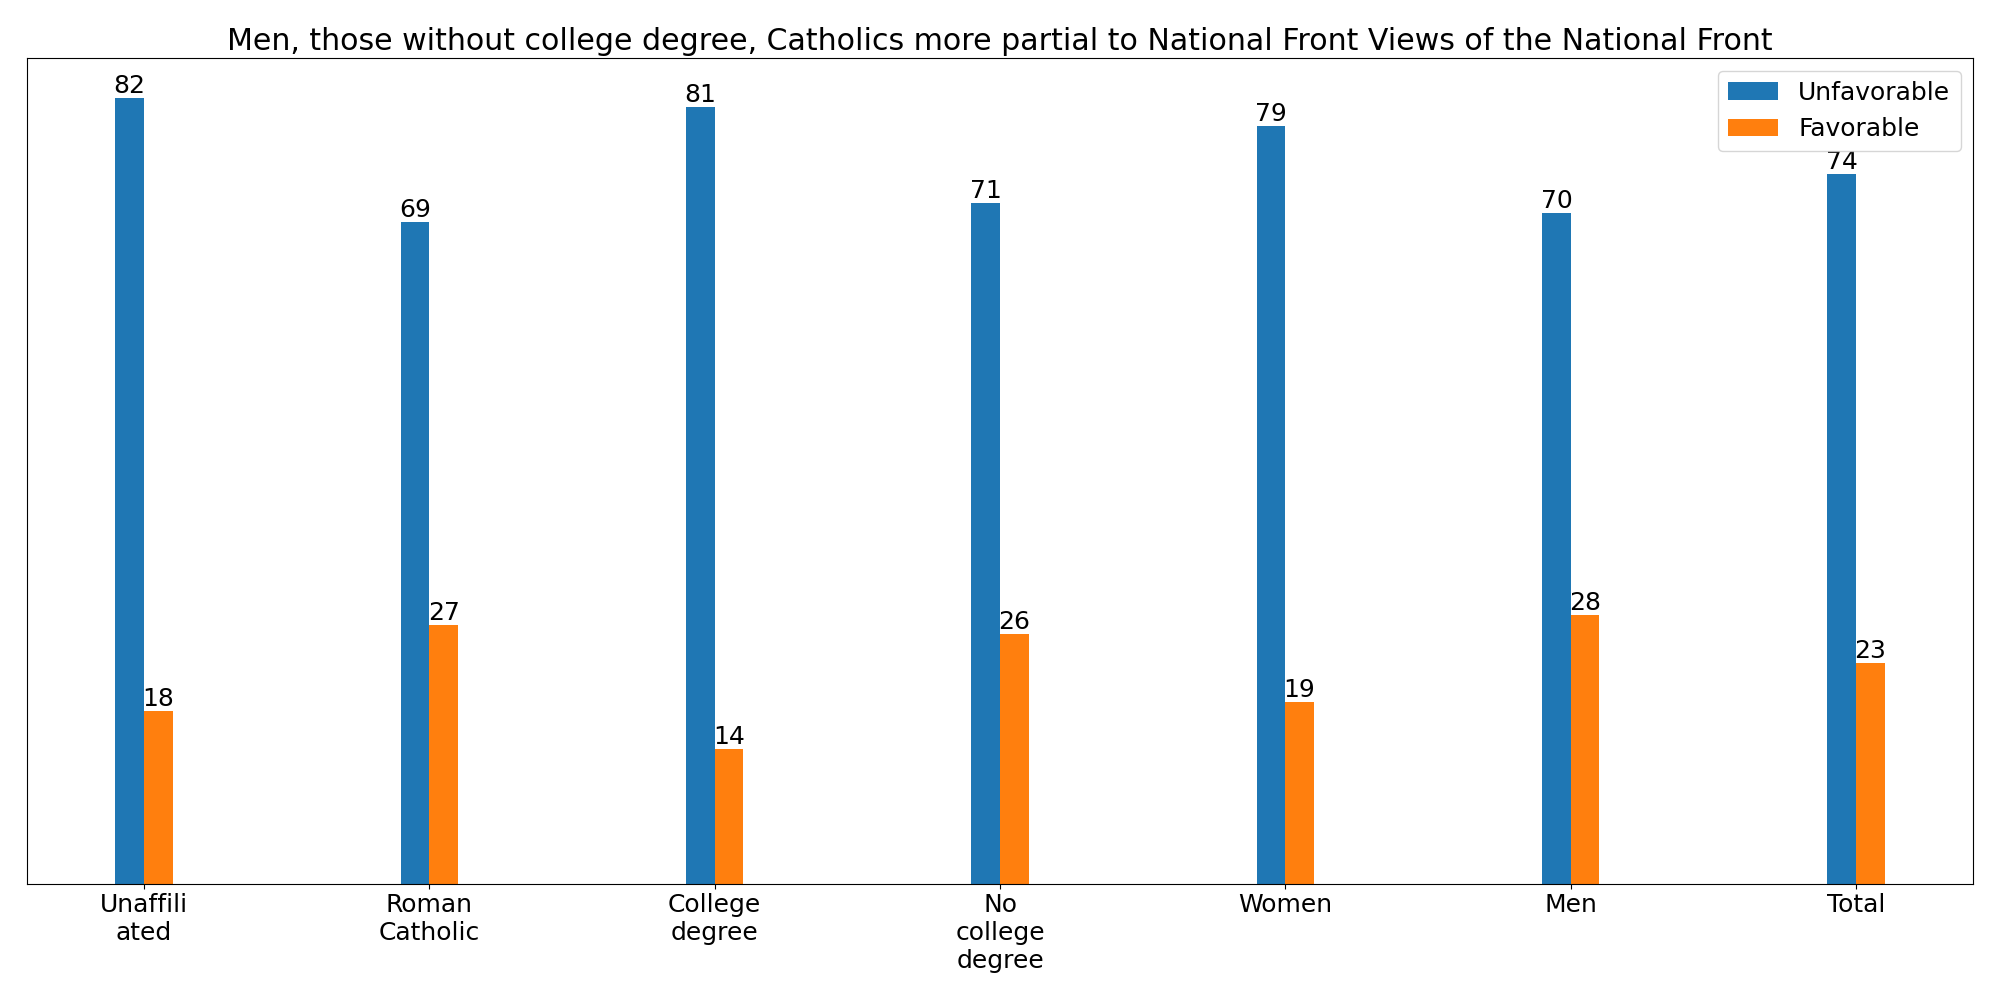 Men, those without college degree, Catholics more partial to National Front Views of the National Front
Unfavorable
Favorable
82
69
81
71
79
70
74
18
27
14
26
19
28
23
Unaffili
ated
Roman
Catholic
College
degree
No
college
degree
Women
Men
Total